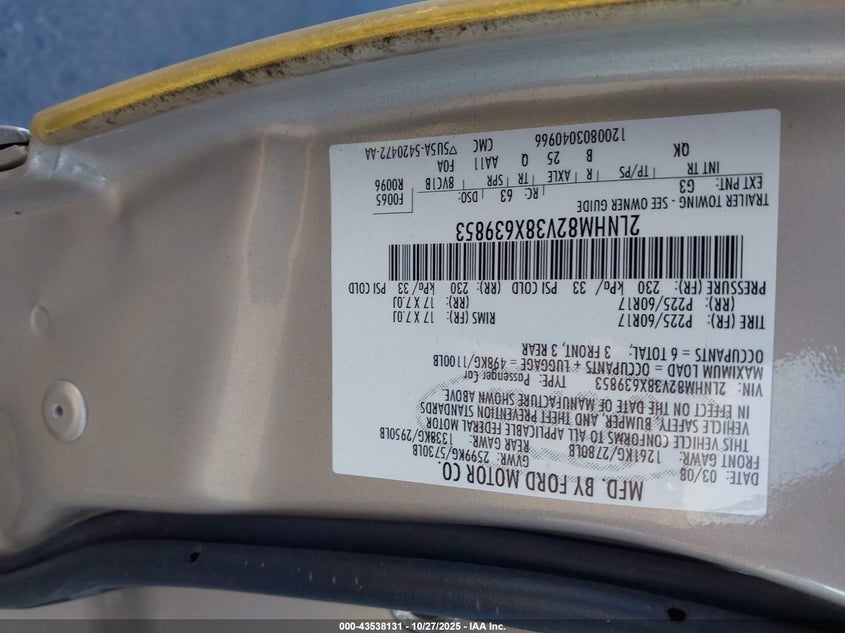 MFD. BY FORD MOTOR CO.
DATE: 03/08 GVWR: 2599KG/5730LB
FRONT GAWR: 1261KG/2780LB REAR GAWR: 1338KG/2950LB
THIS VEHICLE CONFORMS TO ALL APPLICABLE FEDERAL MOTOR
VEHICLE SAFETY, BUMPER, AND THEFT PREVENTION STANDARDS
IN EFFECT ON THE DATE OF MANUFACTURE SHOWN ABOVE.
VIN: 2LNHM82V38X639853 TYPE: Passenger Car
MAXIMUM LOAD = OCCUPANTS + LUGGAGE = 498KG/1100LB
OCCUPANTS = 6 TOTAL, 3 FRONT, 3 REAR
TIRE (FR): P225/60R17 RIMS (FR): 17 X 7.0J
(RR): P225/60R17 (RR): 17 X 7.0J
PRESSURE (FR): 230 kPa/ 33 PSI COLD (RR): 230 kPa/ 33 PSI COLD
2LNHM82V38X639853
TRAILER TOWING - SEE OWNER GUIDE
EXT PNT: G3 RC: 63 DSO: F0065
INT TR TP/PS R AXLE TR SPR 8VC1B R0096
QK B 25 Q AA11 FOA
120080304 0966 CMC ▽5USA-5420472-AA
000-43538131 - 10/27/2025 - IAA Inc.